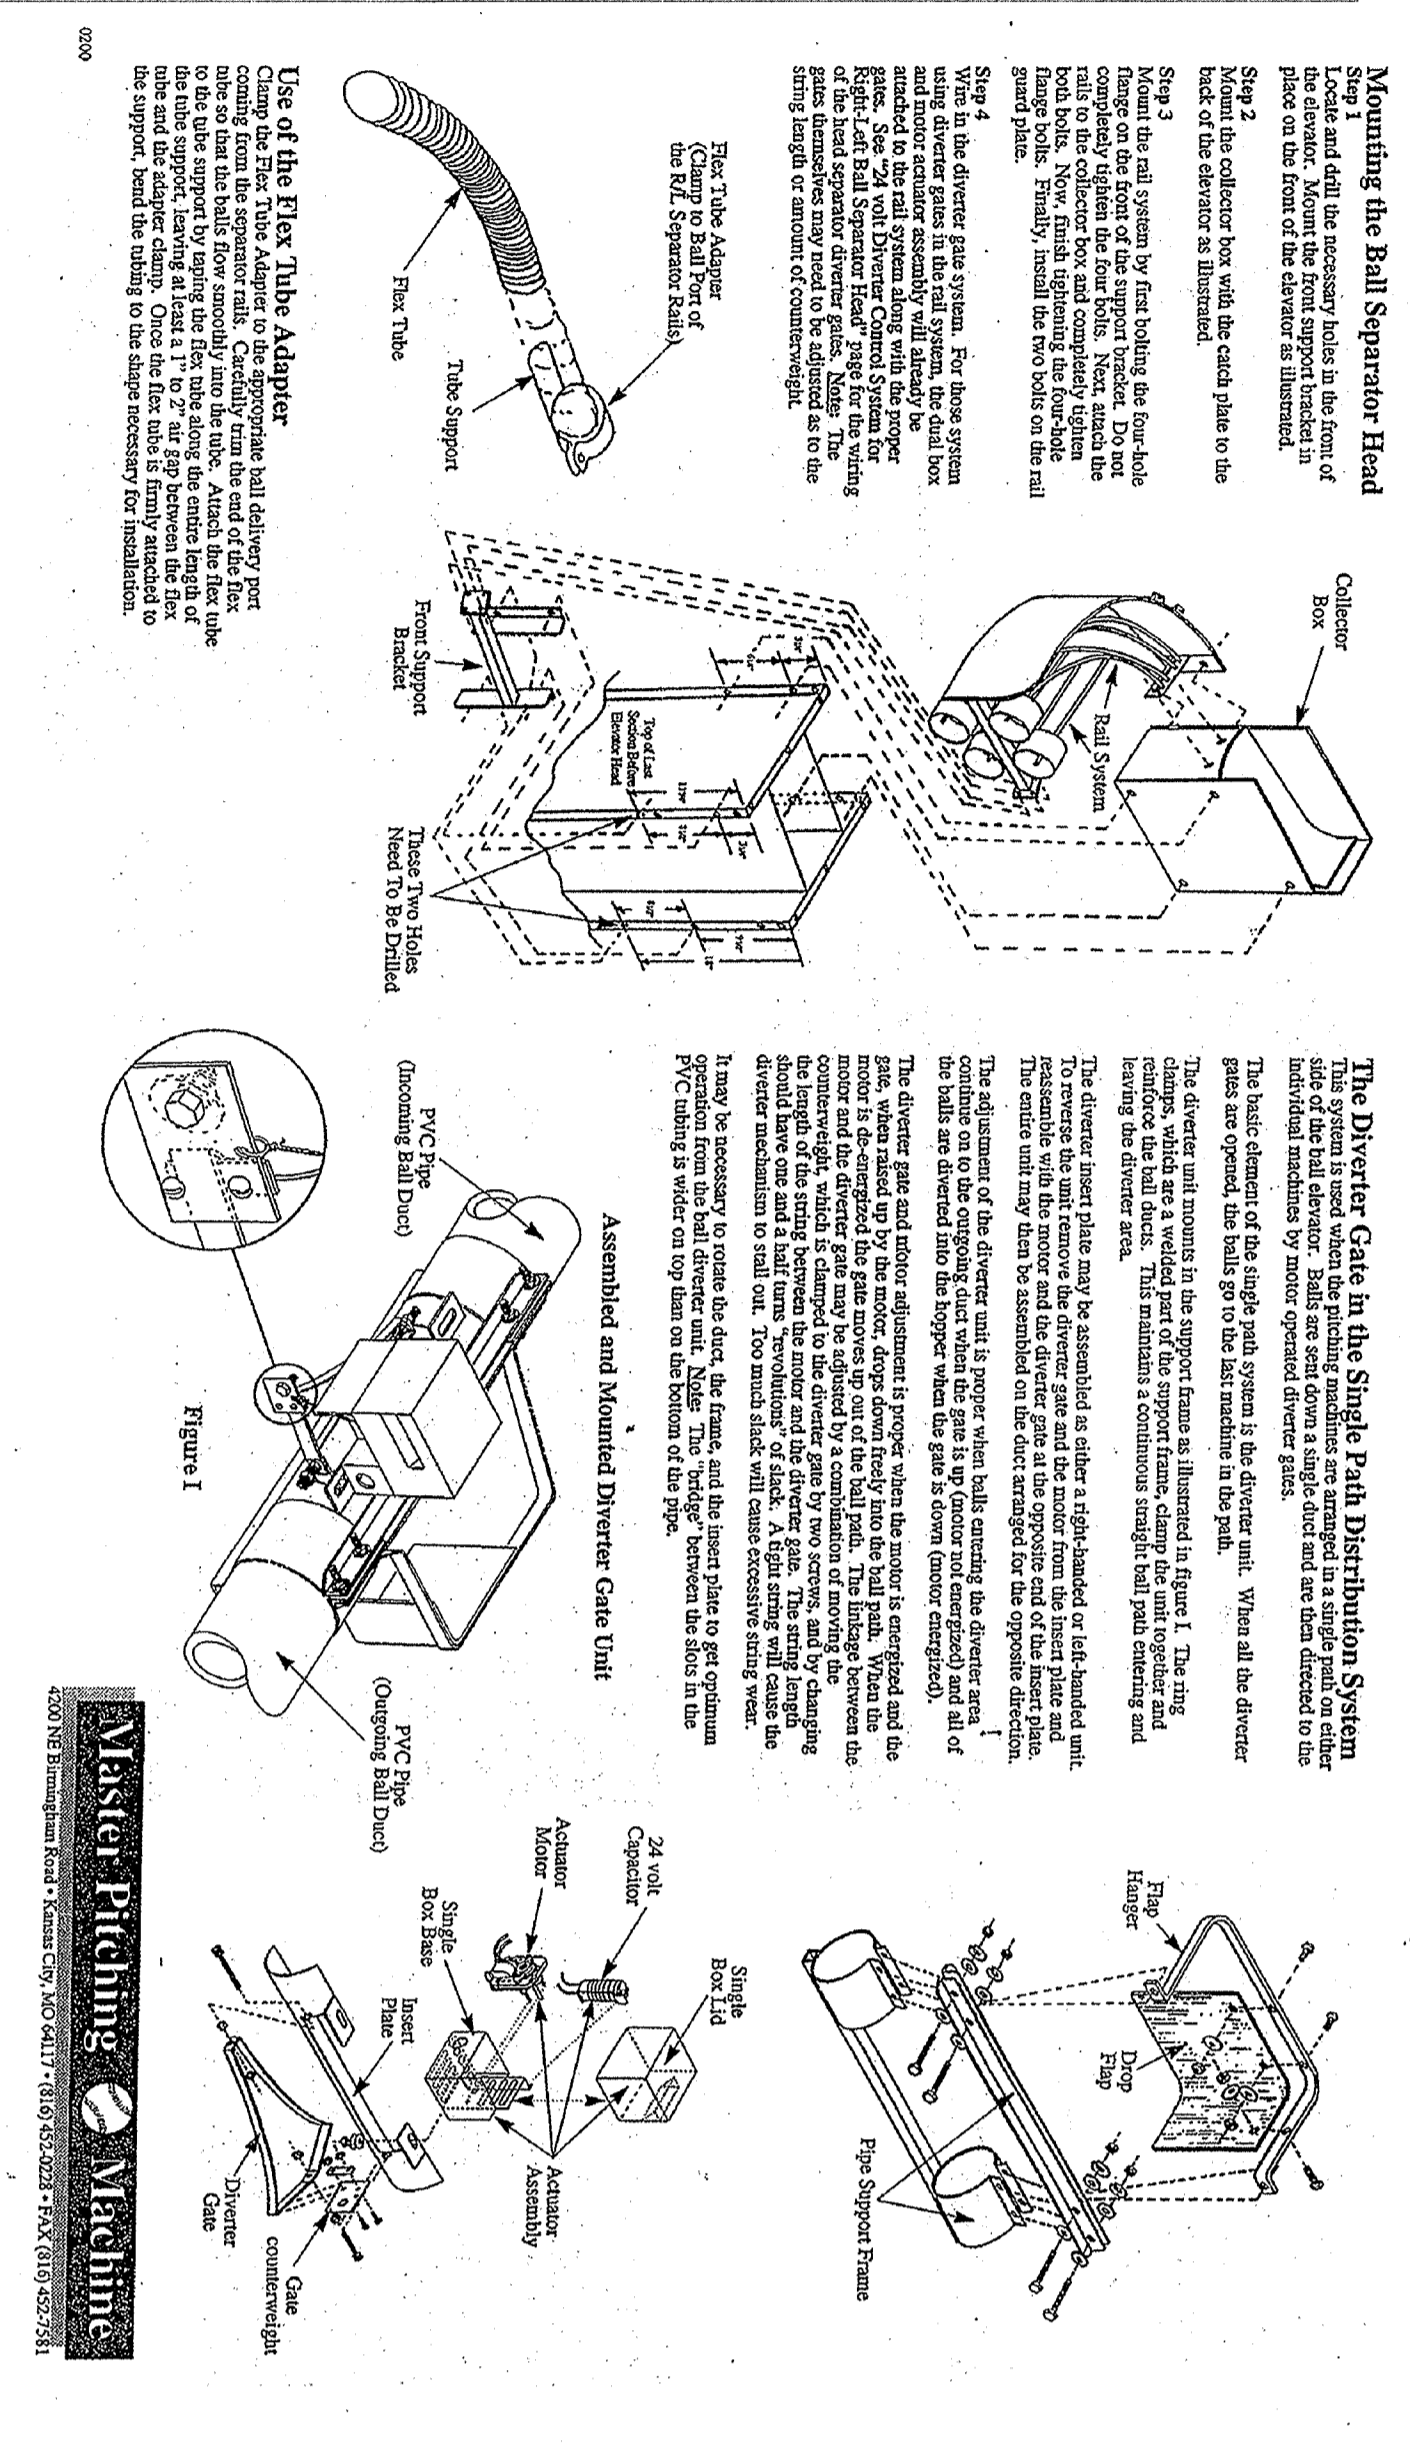 Mounting the Ball Separator Head
Step 1
Locate and drill the necessary holes in the front of
the elevator. Mount the front support bracket in
place on the front of the elevator as illustrated.
Step 2
Mount the collector box with the catch plate to the
back of the elevator as illustrated.
Step 3
Mount the rail system by first bolting the four-hole
flange on the front of the support bracket. Do not
completely tighten the four bolts. Next, attach the
rails to the collector box and completely tighten
both bolts. Now, finish tightening the four-hole
flange bolts. Finally, install the two bolts on the rail
guard plate.
Step 4
Wire in the diverter gate system. For those system
using diverter gates in the rail system, the dual box
and motor actuator assembly will already be
attached to the rail system along with the proper
gates. See "24 volt Diverter Control System for
Right-Left Ball Separator Head" page for the wiring
of the head separator diverter gates. Note: The
gates themselves may need to be adjusted as to the
string length or amount of counterweight.
Flex Tube Adapter
(Clamp to Ball Port of
the R/L Separator Rails)
Tube Support
Flex Tube
Use of the Flex Tube Adapter
Clamp the Flex Tube Adapter to the appropriate ball delivery port
coming from the separator rails. Carefully trim the end of the flex
tube so that the balls flow smoothly into the tube. Attach the flex tube
to the tube support by taping the flex tube along the entire length of
the tube support, leaving at least a 1" to 2" air gap between the flex
tube and the adapter clamp. Once the flex tube is firmly attached to
the support, bend the tubing to the shape necessary for installation.
0200
Collector
Box
Rail System
Top of Last
Section Before
Elevator Head
Front Support
Bracket
These Two Holes
Need To Be Drilled
The Diverter Gate in the Single Path Distribution System
This system is used when the pitching machines are arranged in a single path on either
side of the ball elevator. Balls are sent down a single duct and are then directed to the
individual machines by motor operated diverter gates.
The basic element of the single path system is the diverter unit. When all the diverter
gates are opened, the balls go to the last machine in the path.
The diverter unit mounts in the support frame as illustrated in figure I. The ring
clamps, which are a welded part of the support frame, clamp the unit together and
reinforce the ball ducts. This maintains a continuous straight ball path entering and
leaving the diverter area.
The diverter insert plate may be assembled as either a right-handed or left-handed unit.
To reverse the unit remove the diverter gate and the motor from the insert plate and
reassemble with the motor and the diverter gate at the opposite end of the insert plate.
The entire unit may then be assembled on the duct arranged for the opposite direction.
The adjustment of the diverter unit is proper when balls entering the diverter area
continue on to the outgoing duct when the gate is up (motor not energized) and all of
the balls are diverted into the hopper when the gate is down (motor energized).
The diverter gate and motor adjustment is proper when the motor is energized and the
gate, when raised up by the motor, drops down freely into the ball path. When the
motor is de-energized the gate moves up out of the ball path. The linkage between the
motor and the diverter gate may be adjusted by a combination of moving the
counterweight, which is clamped to the diverter gate by two screws, and by changing
the length of the string between the motor and the diverter gate. The string length
should have one and a half turns "revolutions" of slack. A tight string will cause the
diverter mechanism to stall out. Too much slack will cause excessive string wear.
It may be necessary to rotate the duct, the frame, and the insert plate to get optimum
operation from the ball diverter unit. Note: The "bridge" between the slots in the
PVC tubing is wider on top than on the bottom of the pipe.
Assembled and Mounted Diverter Gate Unit
PVC Pipe
(Incoming Ball Duct)
PVC Pipe
(Outgoing Ball Duct)
Figure I
Flap
Hanger
Drop
Flap
Pipe Support Frame
Single
Box Lid
24 volt
Capacitor
Actuator
Motor
Actuator
Assembly
Single
Box Base
Insert
Plate
Gate
counterweight
Diverter
Gate
Master Pitching Machine
4200 NE Birmingham Road • Kansas City, MO 64117 • (816) 452-0228 • FAX (816) 452-7581